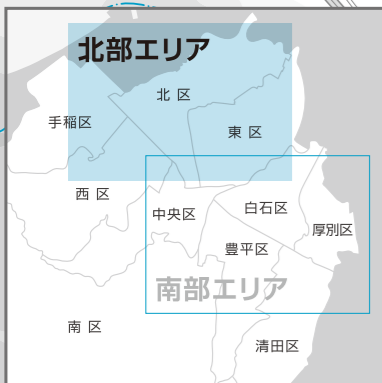 北部エリア
北 区
手稲区
東 区
西 区
中央区
白石区
厚別区
豊平区
南部エリア
南 区
清田区